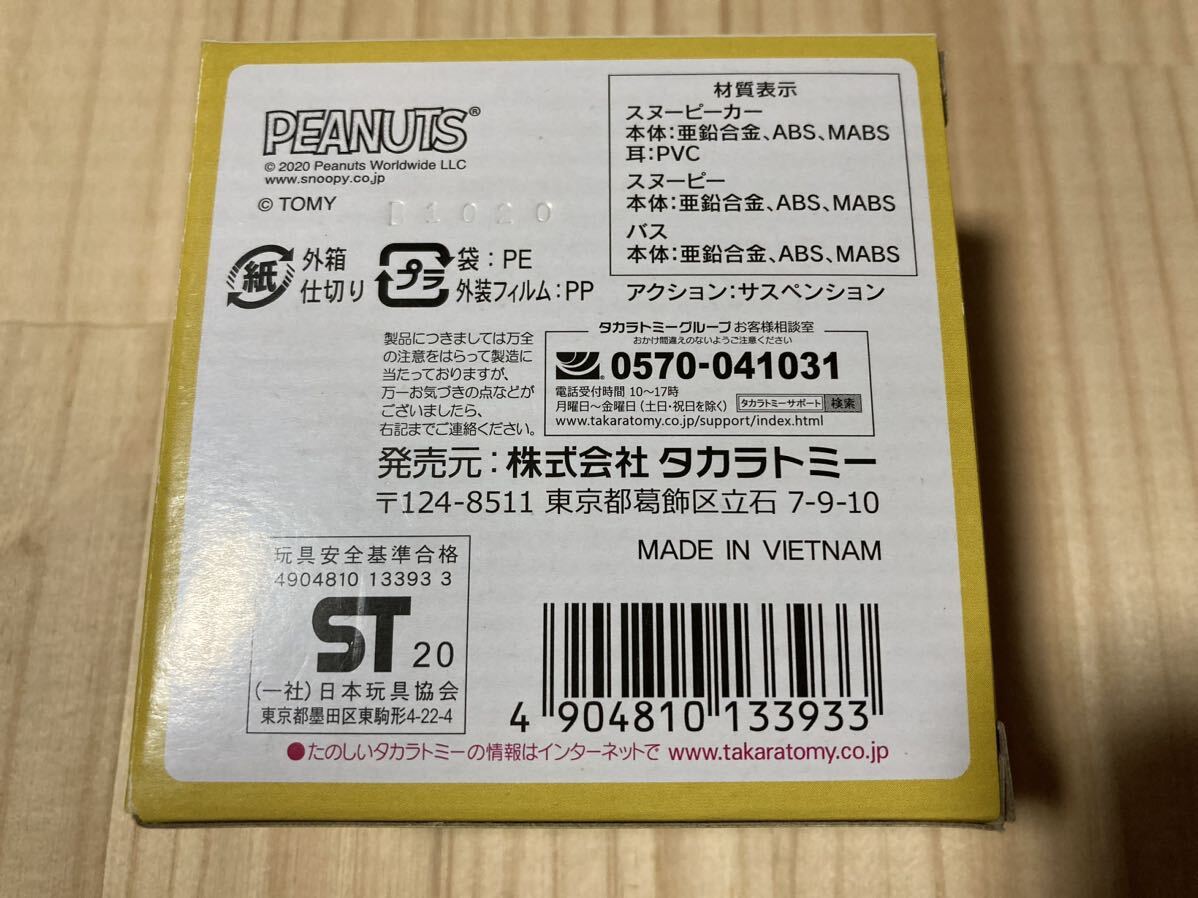 PEANUTS®
© 2020 Peanuts Worldwide LLC
www.snoopy.co.jp
© TOMY
D1020
材質表示
スヌーピーカー
本体:亜鉛合金、ABS、MABS
耳:PVC
スヌーピー
本体:亜鉛合金、ABS、MABS
バス
本体:亜鉛合金、ABS、MABS
アクション:サスペンション
紙
外箱
仕切り
プラ
袋:PE
外装フィルム:PP
製品につきましては万全
の注意をはらって製造に
当たっておりますが、
万一お気づきの点などが
ございましたら、
右記までご連絡ください。
タカラトミーグループ お客様相談室
おかけ間違えのないようご注意ください
0570-041031
電話受付時間 10〜17時
月曜日〜金曜日(土日・祝日を除く) タカラトミーサポート 検索
www.takaratomy.co.jp/support/index.html
発売元:株式会社 タカラトミー
〒124-8511 東京都葛飾区立石 7-9-10
MADE IN VIETNAM
玩具安全基準合格
4904810 13393 3
ST 20
(一社)日本玩具協会
東京都墨田区東駒形4-22-4
4 904810 133933
●たのしいタカラトミーの情報はインターネットで www.takaratomy.co.jp